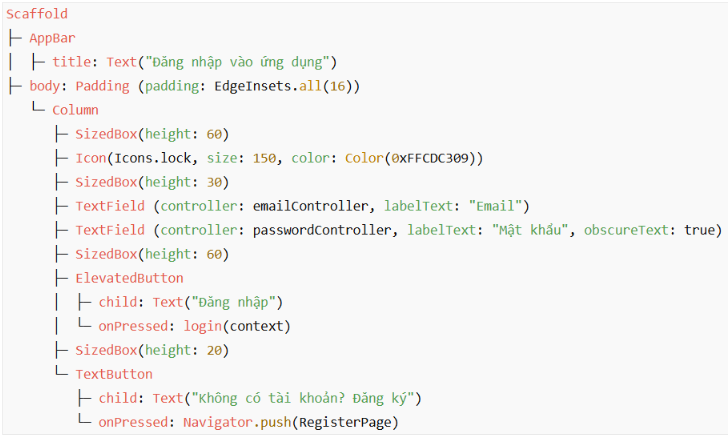 Scaffold
├─ AppBar
│  ├─ title: Text("Đăng nhập vào ứng dụng")
├─ body: Padding (padding: EdgeInsets.all(16))
   └─ Column
      ├─ SizedBox(height: 60)
      ├─ Icon(Icons.lock, size: 150, color: Color(0xFFCDC309))
      ├─ SizedBox(height: 30)
      ├─ TextField (controller: emailController, labelText: "Email")
      ├─ TextField (controller: passwordController, labelText: "Mật khẩu", obscureText: true)
      ├─ SizedBox(height: 60)
      ├─ ElevatedButton
      │  ├─ child: Text("Đăng nhập")
      │  └─ onPressed: login(context)
      ├─ SizedBox(height: 20)
      └─ TextButton
         ├─ child: Text("Không có tài khoản? Đăng ký")
         └─ onPressed: Navigator.push(RegisterPage)